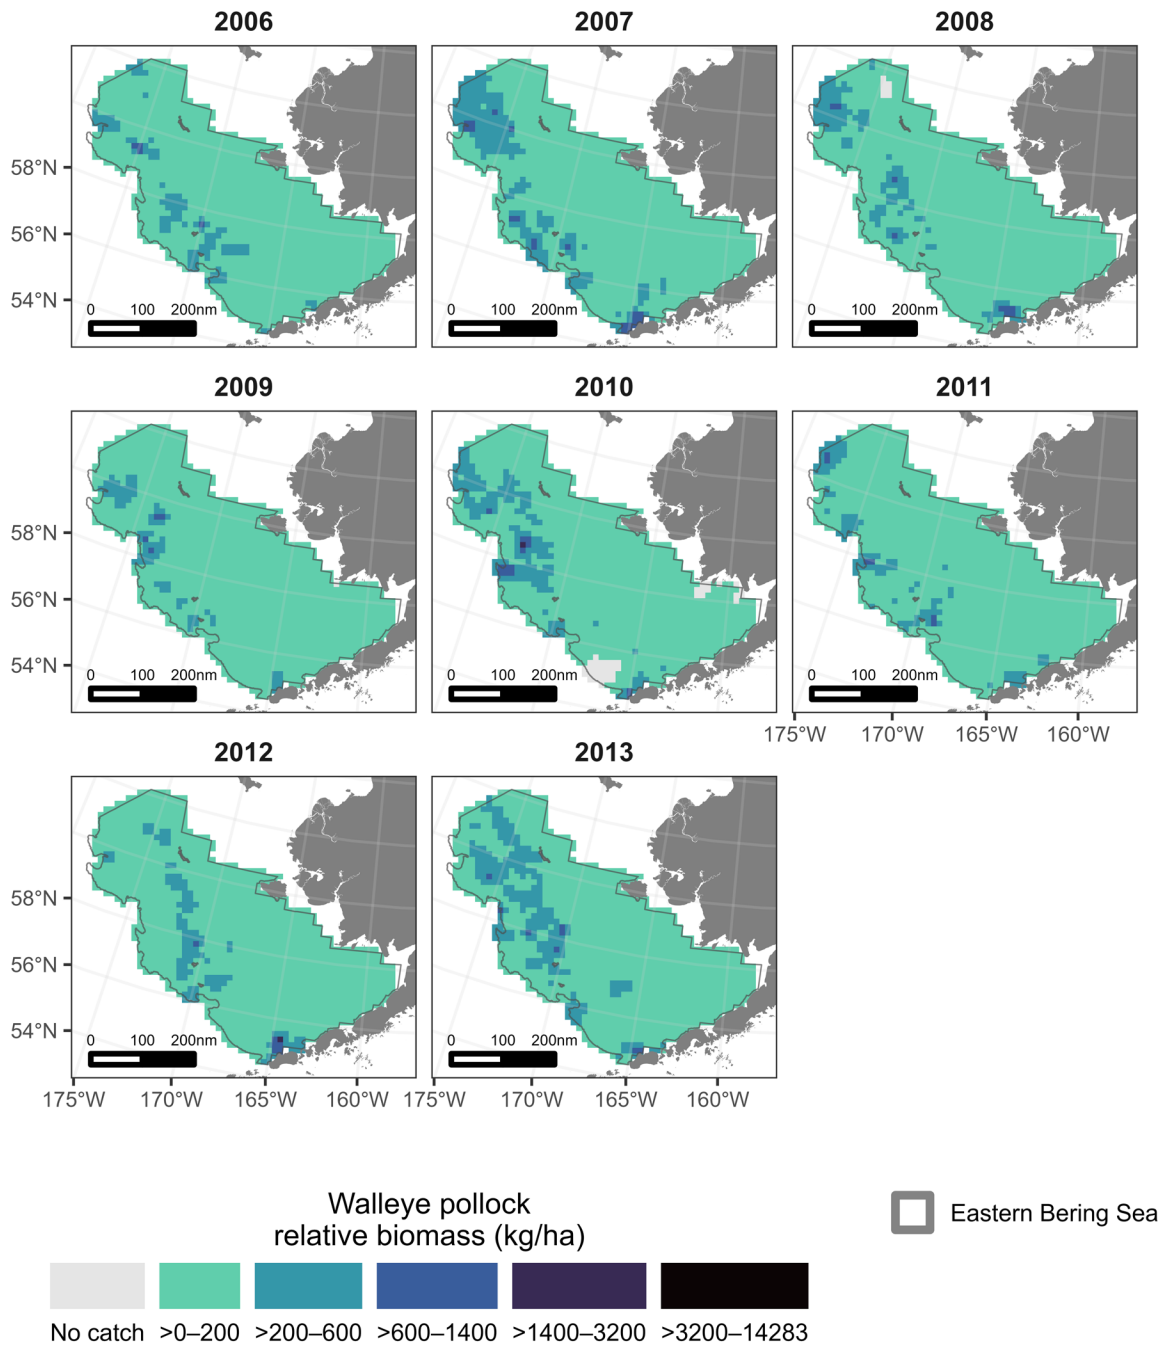 2006 2007 2008
58°N
56°N
54°N
0 100 200nm 0 100 200nm 0 100 200nm
2009 2010 2011
58°N
56°N
54°N
0 100 200nm 0 100 200nm 0 100 200nm
175°W 170°W 165°W 160°W
2012 2013
58°N
56°N
54°N
0 100 200nm 0 100 200nm
175°W 170°W 165°W 160°W 175°W 170°W 165°W 160°W
Walleye pollock
relative biomass (kg/ha)
Eastern Bering Sea
No catch >0–200 >200–600 >600–1400 >1400–3200 >3200–14283